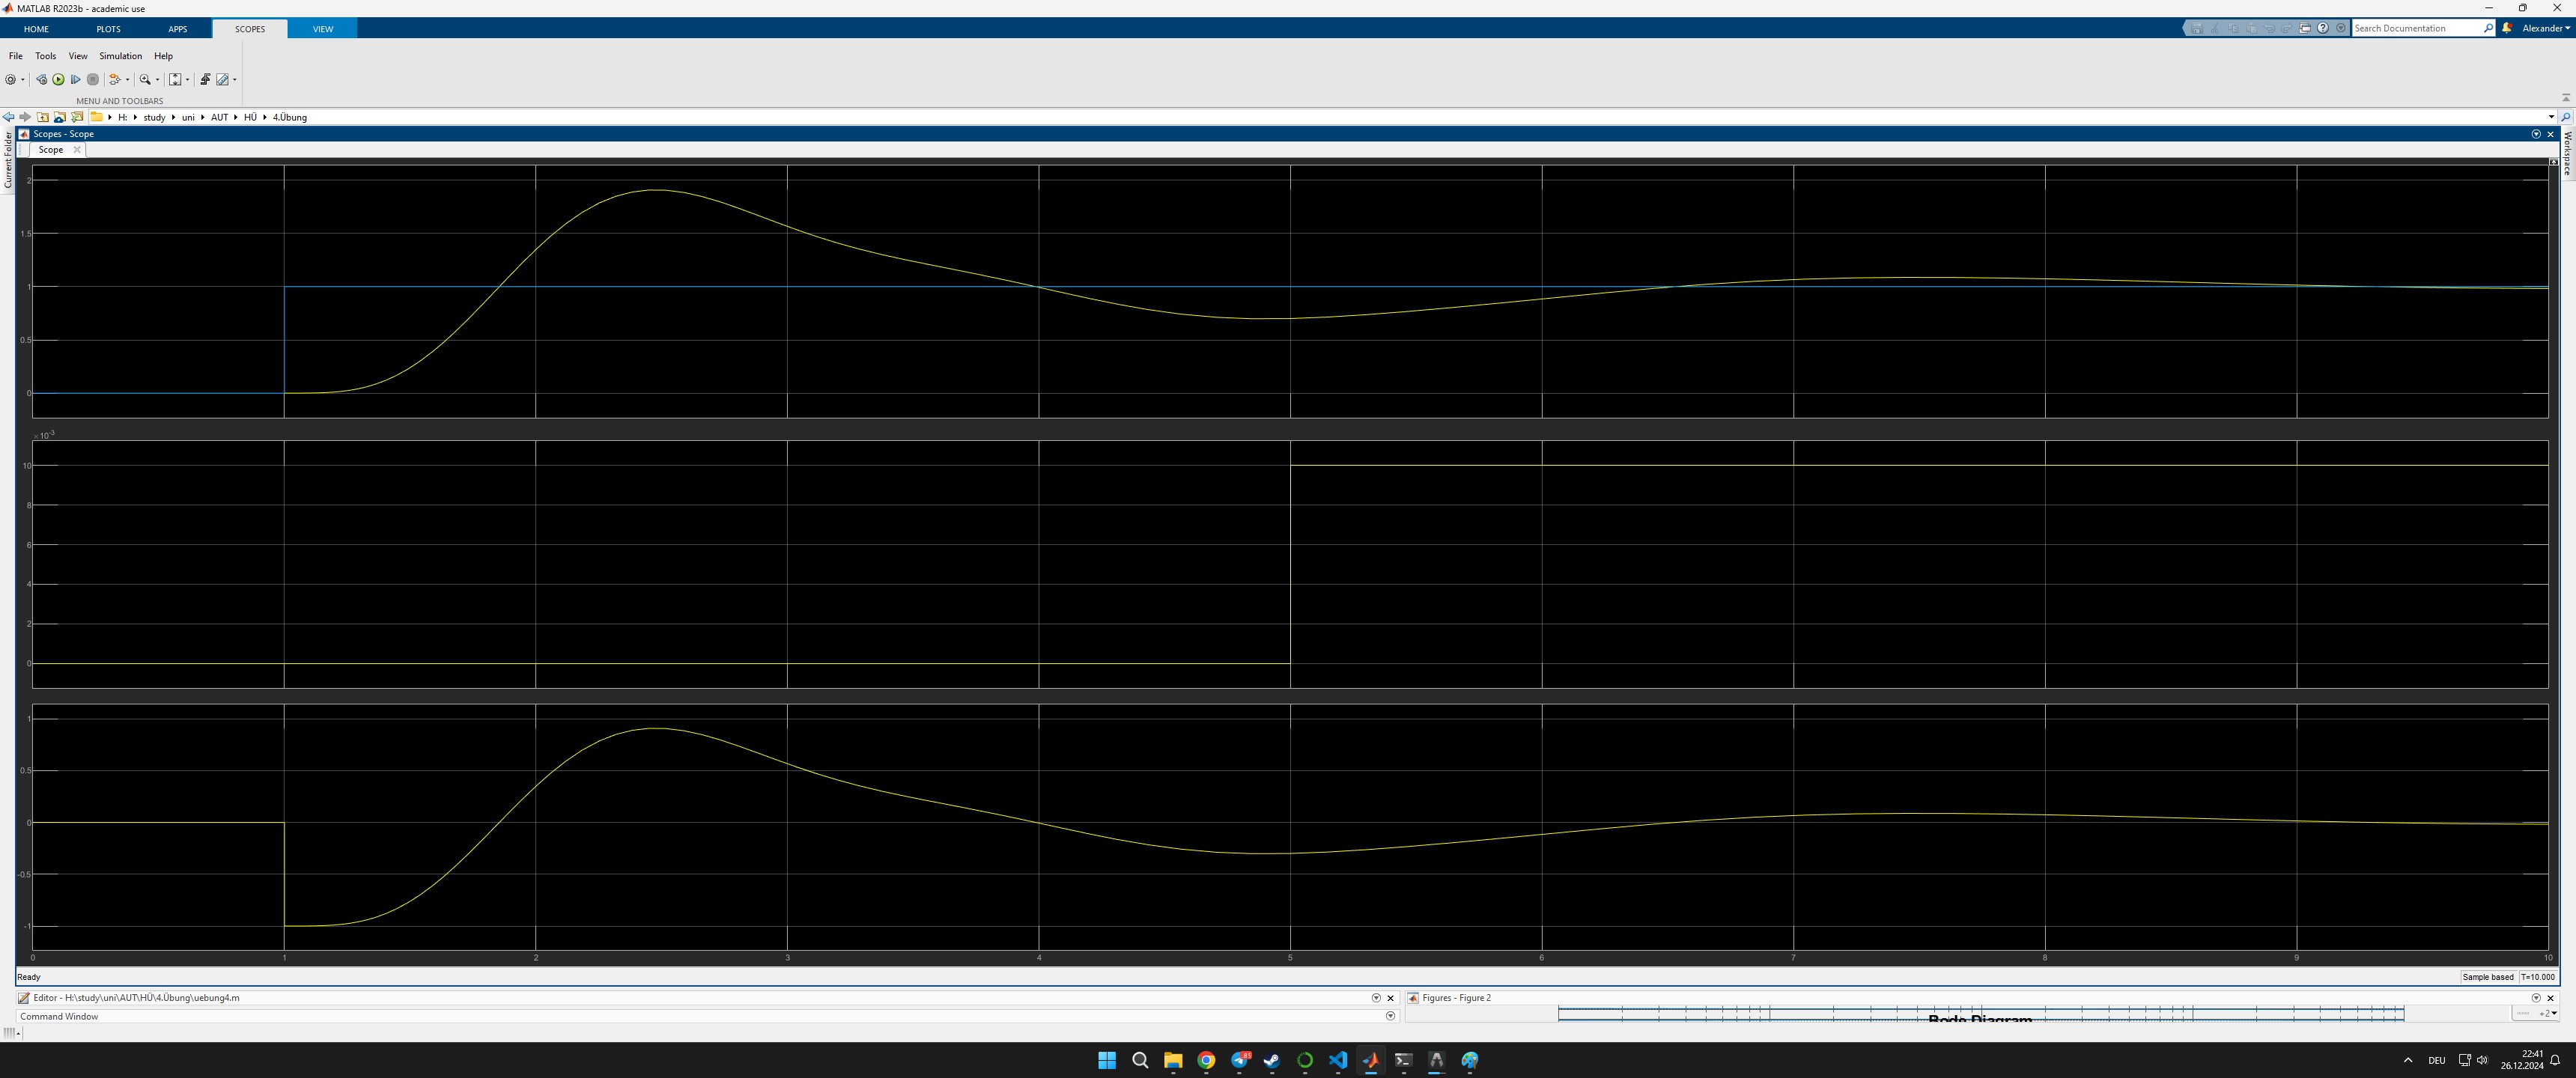 MATLAB R2023b - academic use
HOME PLOTS APPS SCOPES VIEW
Search Documentation
Alexander
File Tools View Simulation Help
MENU AND TOOLBARS
H: study uni AUT HÜ 4.Übung
Current Folder
Workspace
Scopes - Scope
Scope
2
1.5
1
0.5
0
×10-3
10
8
6
4
2
0
1
0.5
0
-0.5
-1
0 1 2 3 4 5 6 7 8 9 10
Ready
Sample based T=10.000
Editor - H:\study\uni\AUT\HÜ\4.Übung\uebung4.m
Figures - Figure 2
Command Window
Bode Diagram
+2
DEU
22:41
26.12.2024